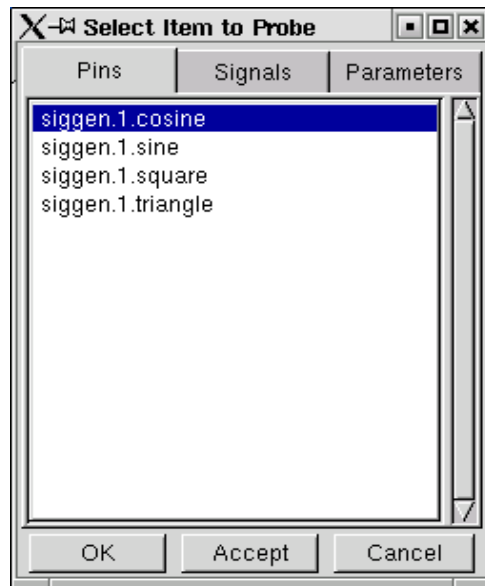 Select Item to Probe
Pins Signals Parameters
siggen.1.cosine
siggen.1.sine
siggen.1.square
siggen.1.triangle
OK Accept Cancel